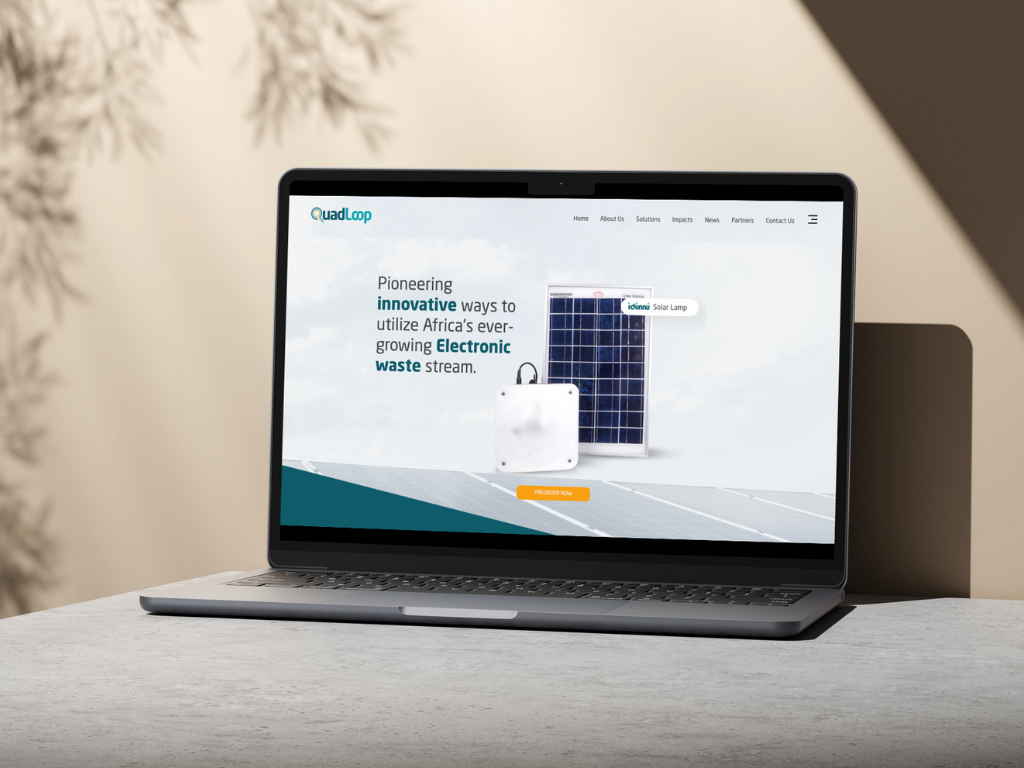 QuadLoop
Home About Us Solutions Impacts News Partners Contact Us
Pioneering
innovative ways to
utilize Africa's ever-
growing Electronic
waste stream.
idùnnú Solar Lamp
PREORDER NOW